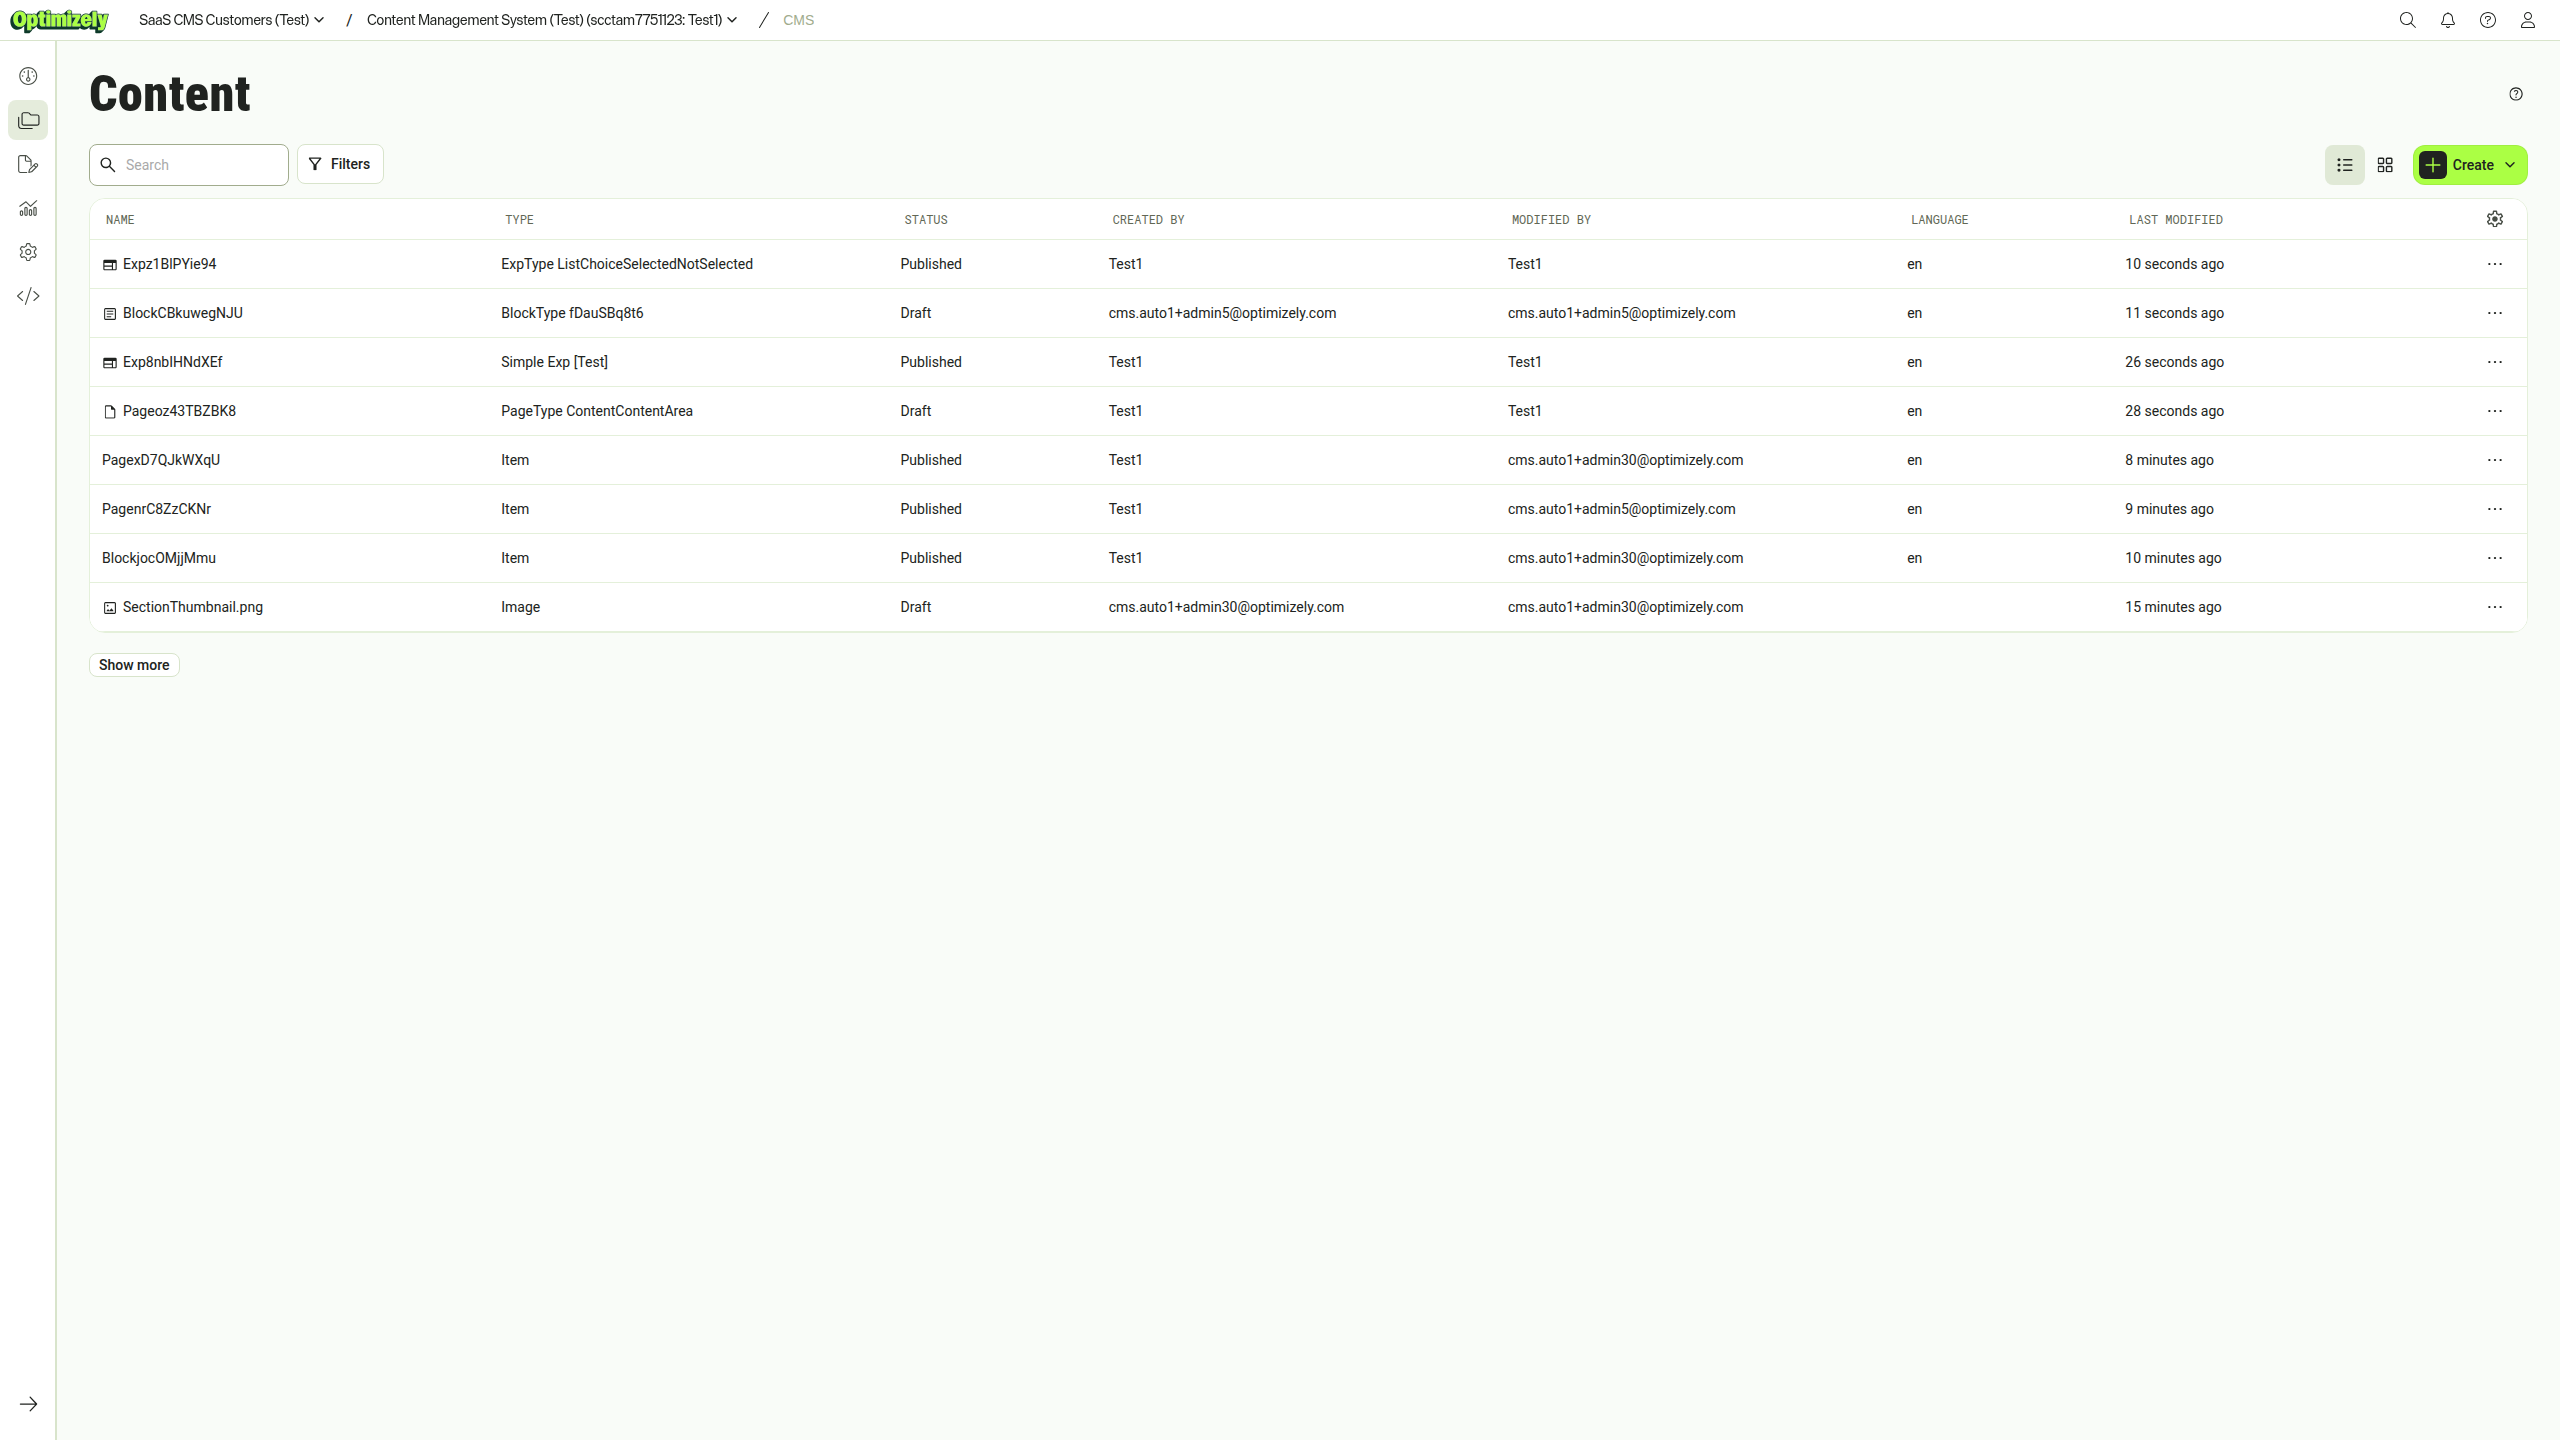 Optimizely SaaS CMS Customers (Test) / Content Management System (Test) (scctam7751123: Test1) / CMS
Content
Search Filters Create
NAME TYPE STATUS CREATED BY MODIFIED BY LANGUAGE LAST MODIFIED
Expz1BlPYie94 ExpType ListChoiceSelectedNotSelected Published Test1 Test1 en 10 seconds ago
BlockCBkuwegNJU BlockType fDauSBq8t6 Draft cms.auto1+admin5@optimizely.com cms.auto1+admin5@optimizely.com en 11 seconds ago
Exp8nbIHNdXEf Simple Exp [Test] Published Test1 Test1 en 26 seconds ago
Pageoz43TBZBK8 PageType ContentContentArea Draft Test1 Test1 en 28 seconds ago
PagexD7QJkWXqU Item Published Test1 cms.auto1+admin30@optimizely.com en 8 minutes ago
PagenrC8ZzCKNr Item Published Test1 cms.auto1+admin5@optimizely.com en 9 minutes ago
BlockjocOMjjMmu Item Published Test1 cms.auto1+admin30@optimizely.com en 10 minutes ago
SectionThumbnail.png Image Draft cms.auto1+admin30@optimizely.com cms.auto1+admin30@optimizely.com 15 minutes ago
Show more